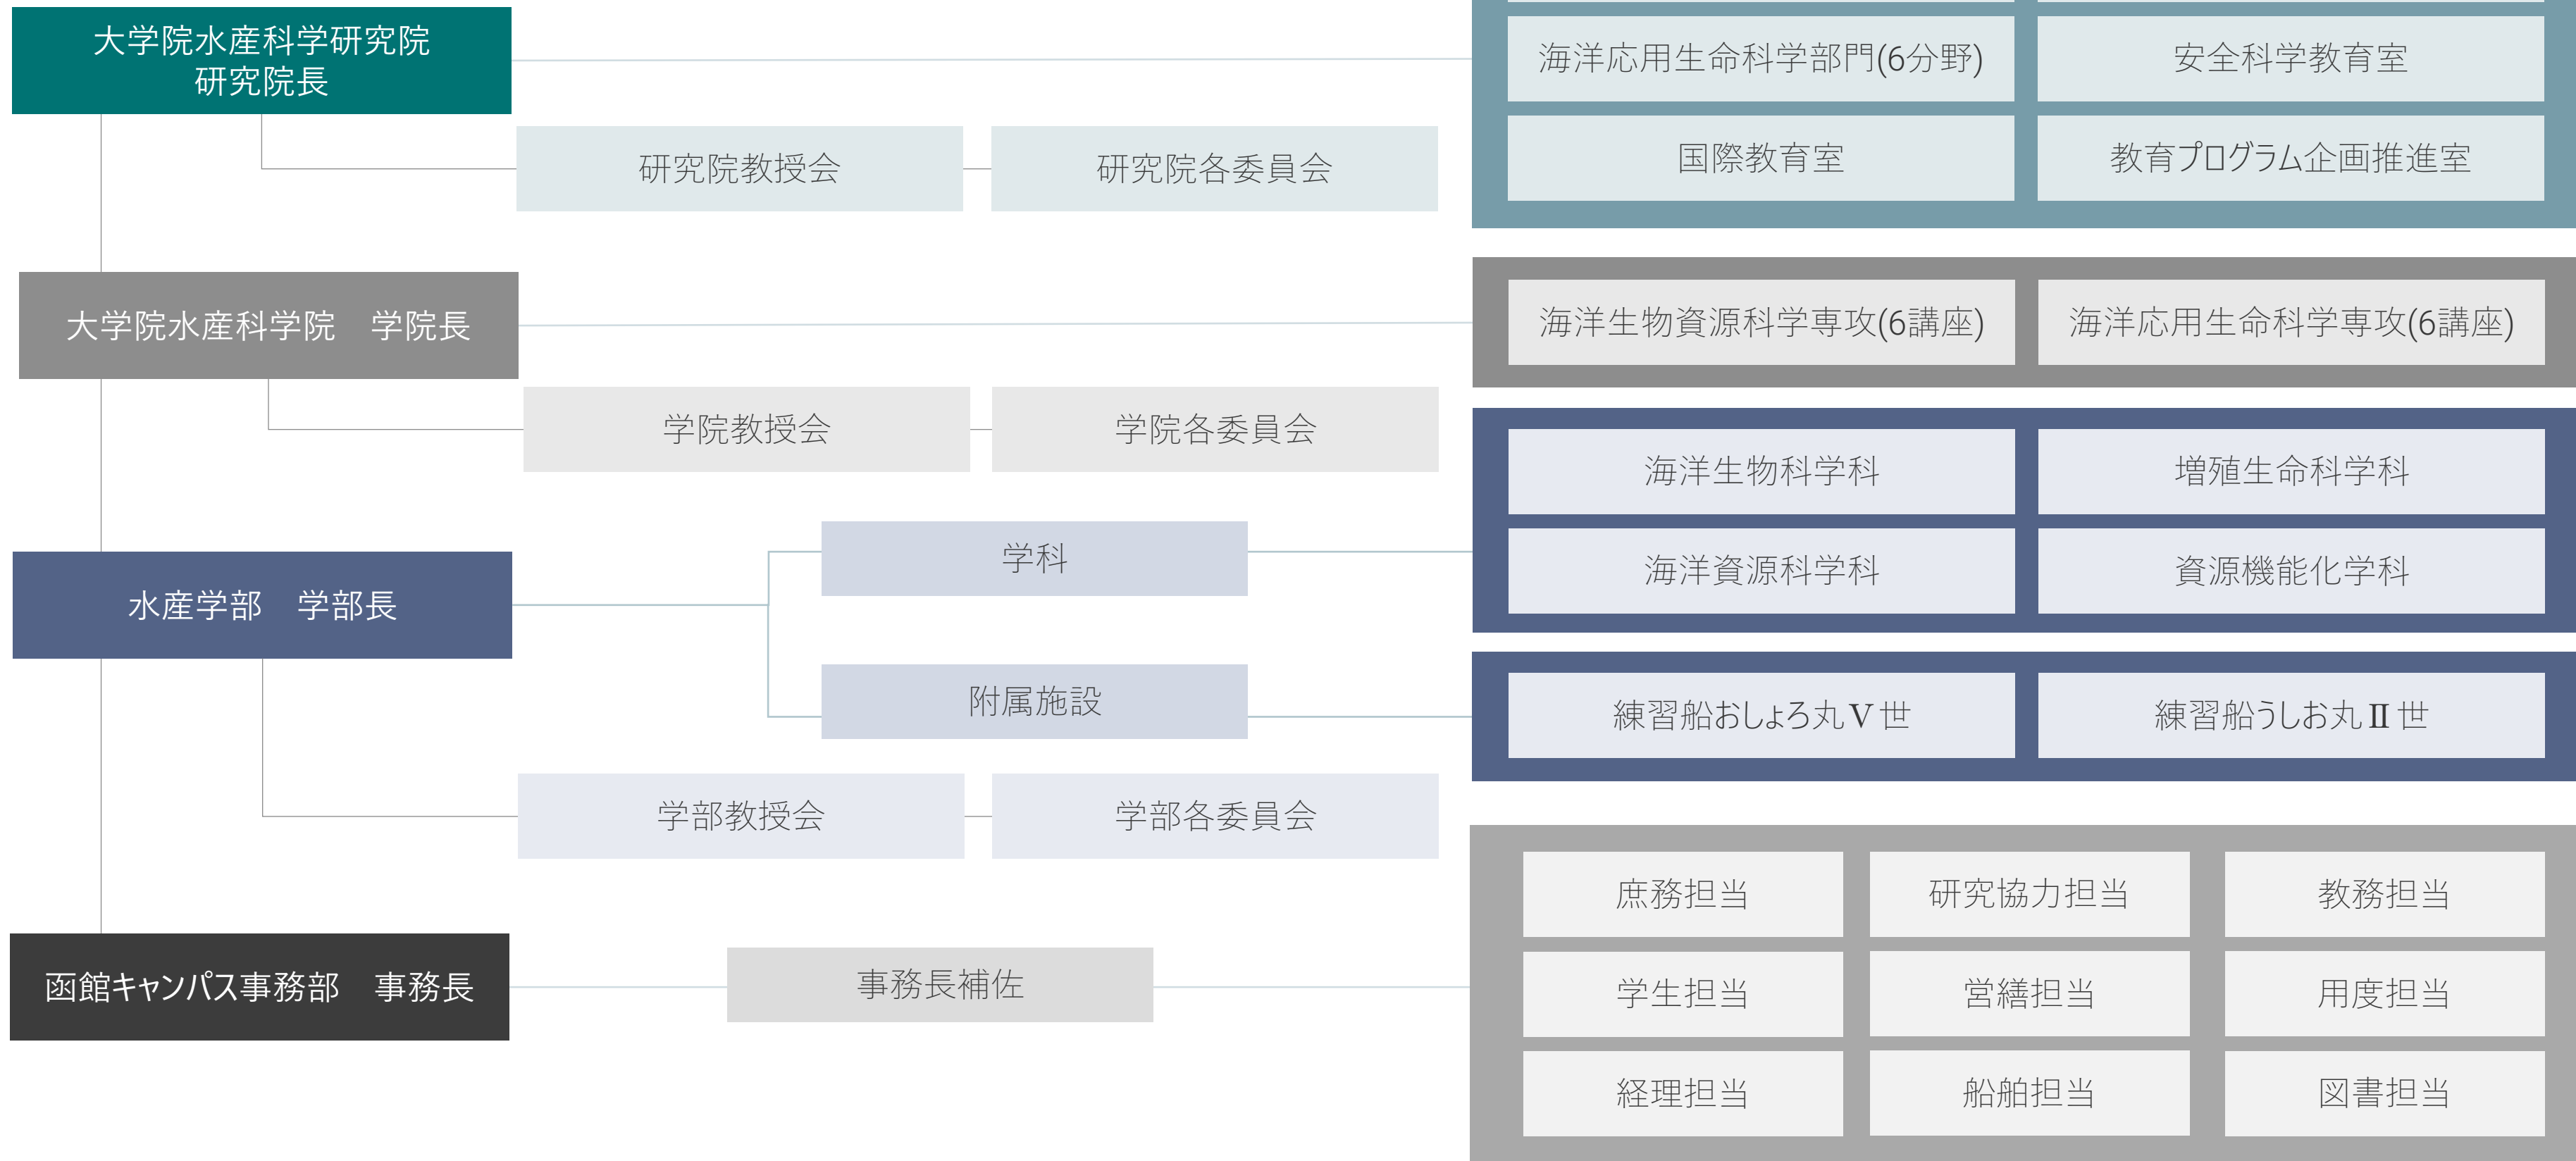 大学院水産科学研究院
研究院長
海洋応用生命科学部門(6分野)
安全科学教育室
研究院教授会
研究院各委員会
国際教育室
教育プログラム企画推進室
大学院水産科学院　学院長
海洋生物資源科学専攻(6講座)
海洋応用生命科学専攻(6講座)
学院教授会
学院各委員会
海洋生物科学科
増殖生命科学科
学科
海洋資源科学科
資源機能化学科
水産学部　学部長
附属施設
練習船おしょろ丸Ⅴ世
練習船うしお丸Ⅱ世
学部教授会
学部各委員会
庶務担当
研究協力担当
教務担当
函館キャンパス事務部　事務長
事務長補佐
学生担当
営繕担当
用度担当
経理担当
船舶担当
図書担当